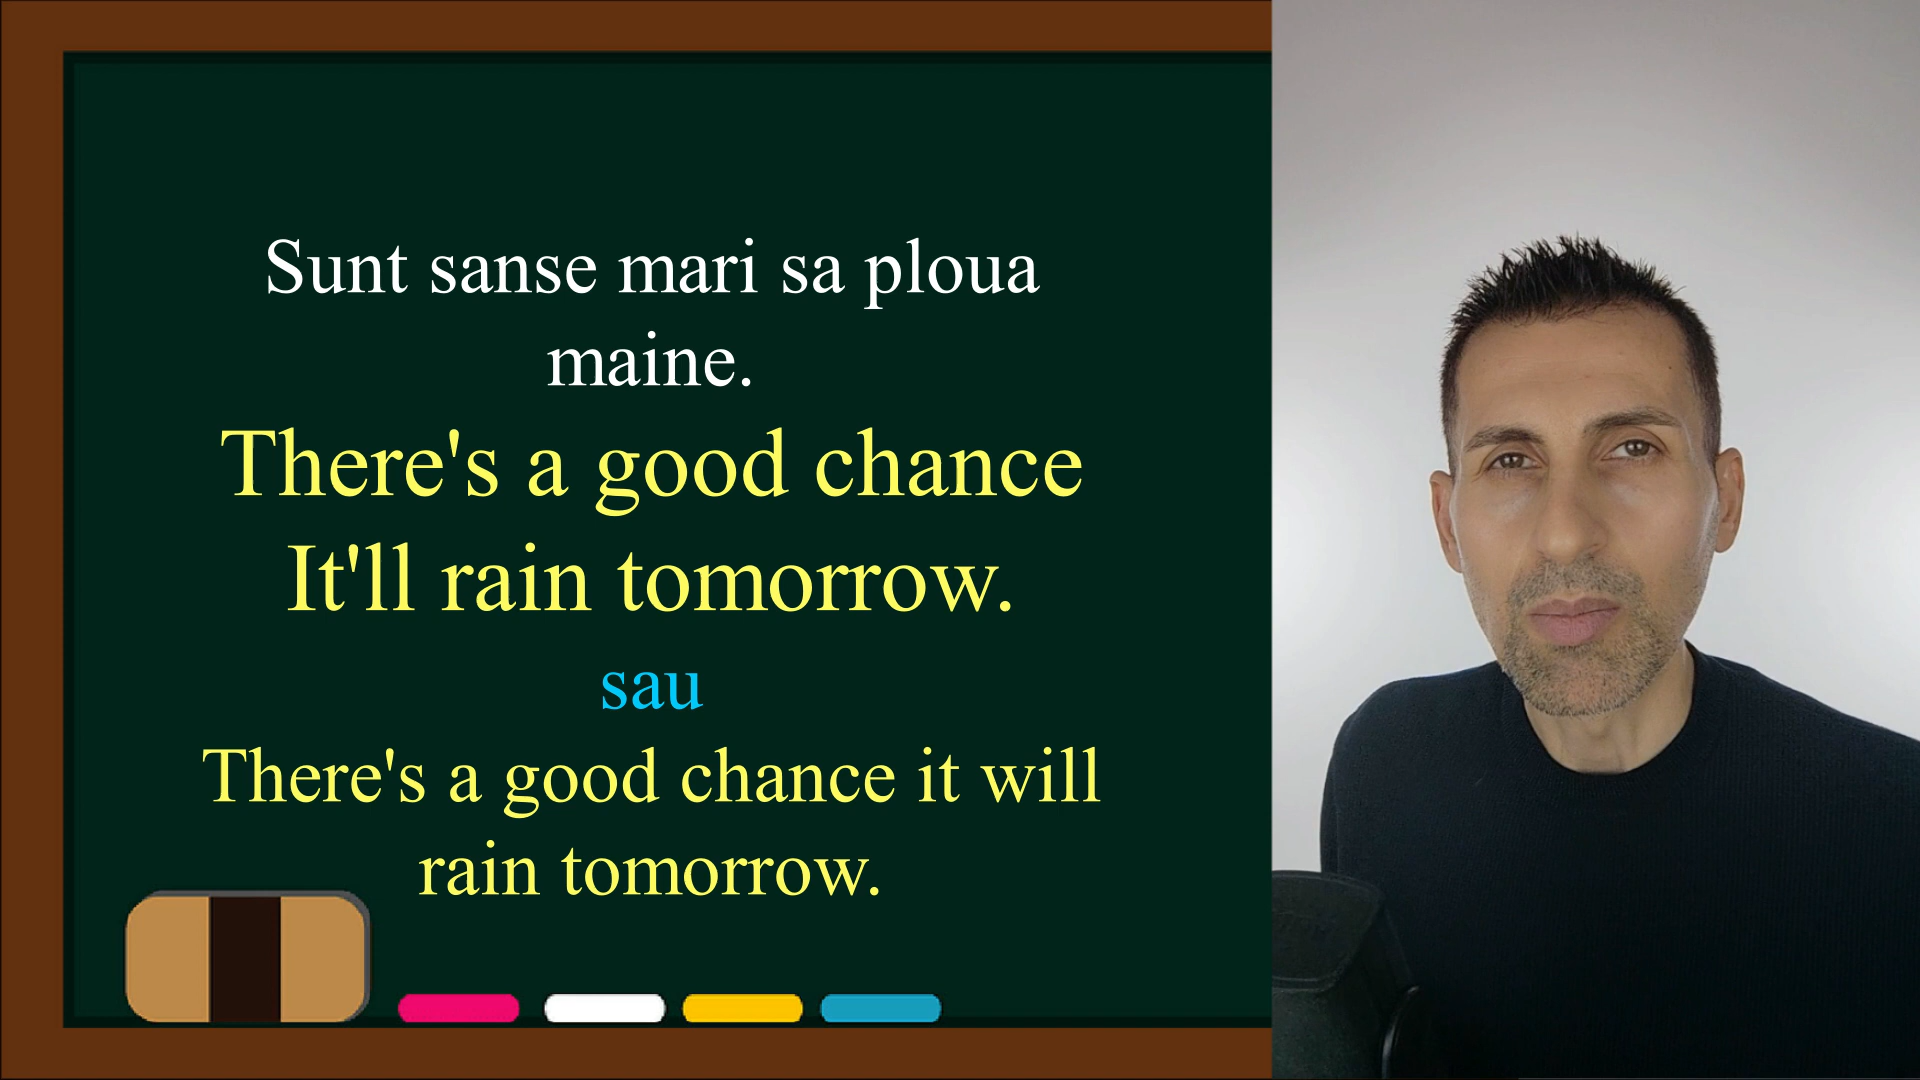 Sunt sanse mari sa ploua
maine.
There's a good chance
It'll rain tomorrow.
sau
There's a good chance it will
rain tomorrow.